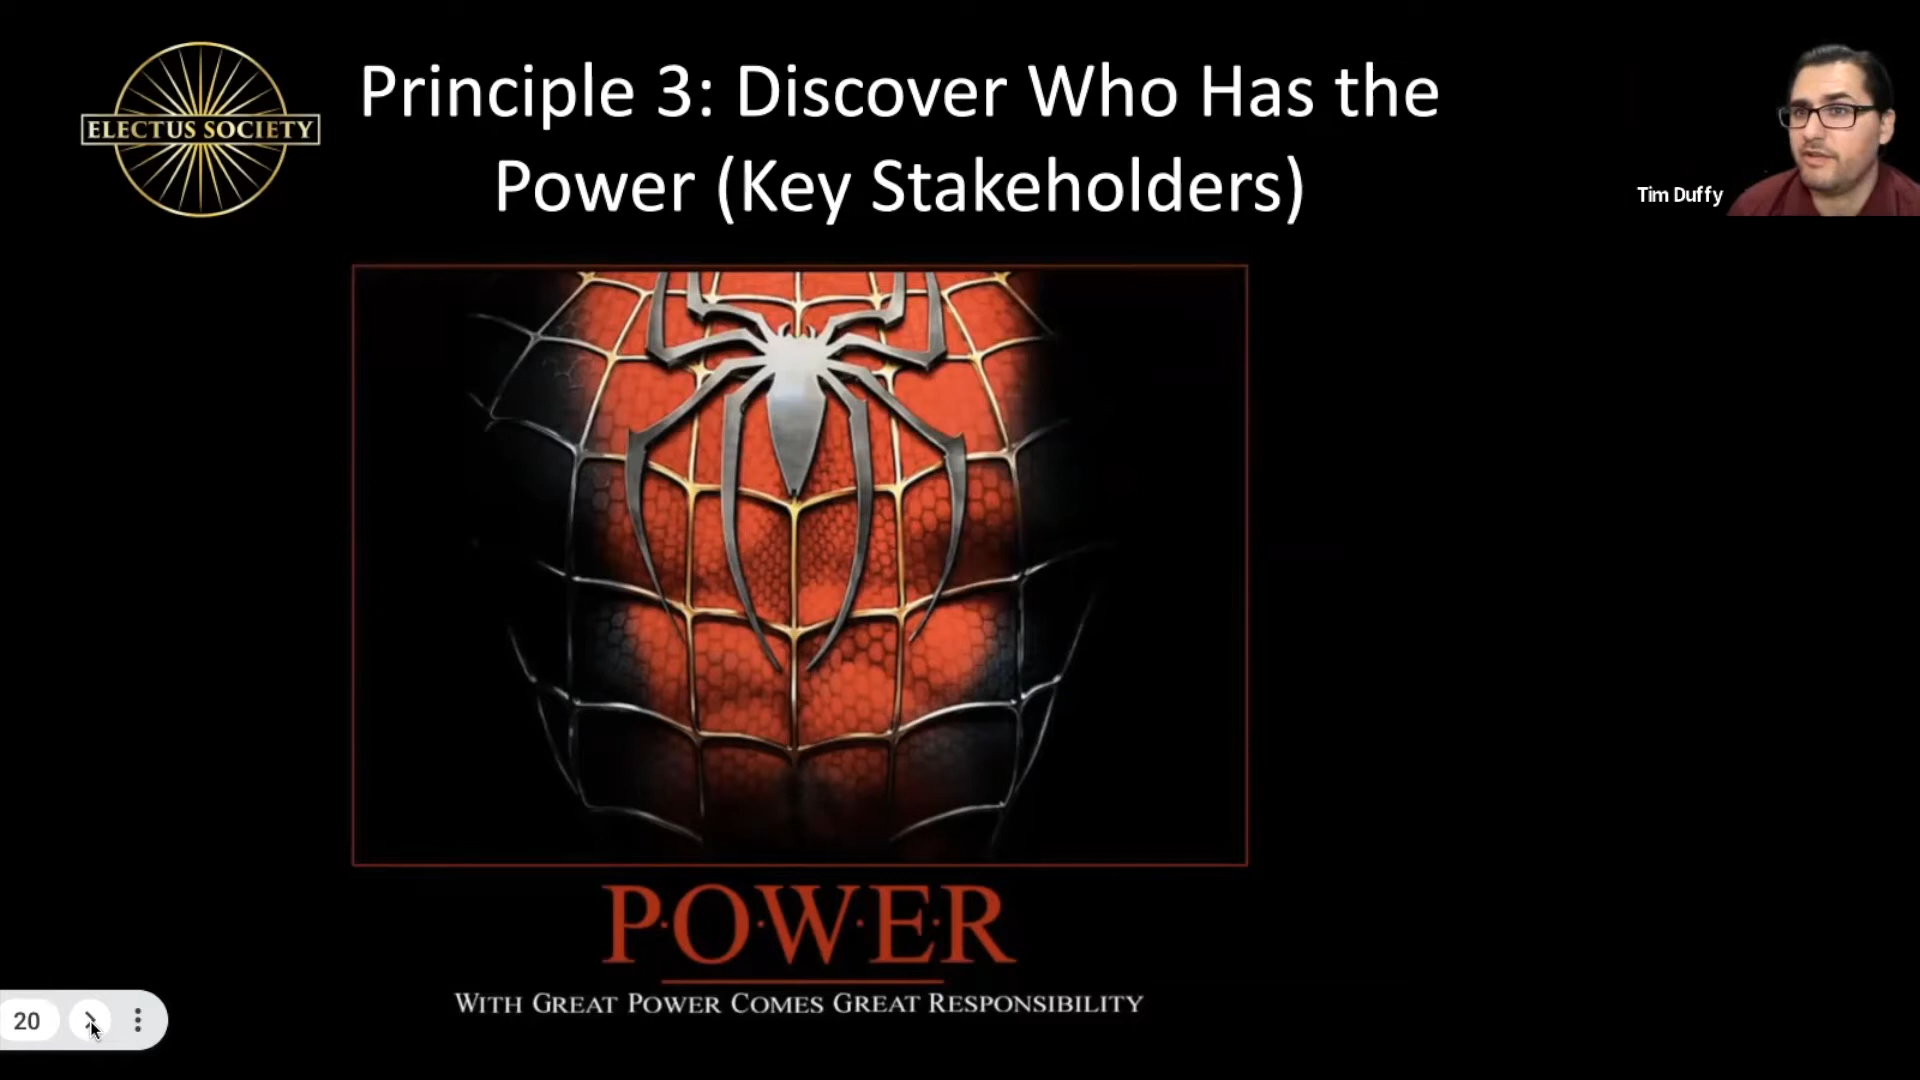 ELECTUS SOCIETY
Principle 3: Discover Who Has the
Power (Key Stakeholders)
Tim Duffy
P·O·W·E·R
WITH GREAT POWER COMES GREAT RESPONSIBILITY
20